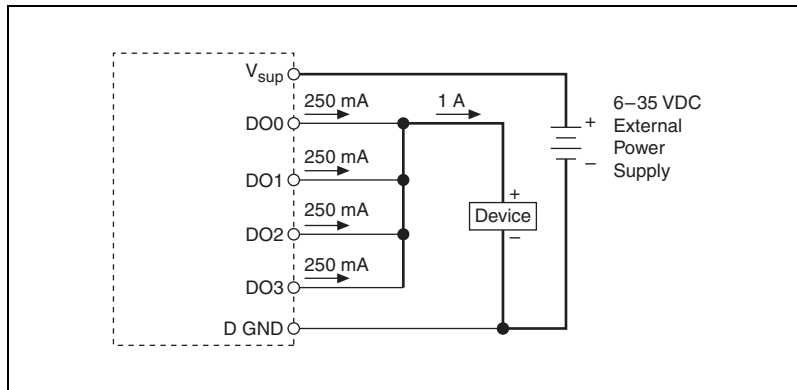 Vsup
250 mA
1 A
DO0
250 mA
DO1
250 mA
DO2
250 mA
DO3
D GND
+
Device
–
6–35 VDC
+ External
Power
– Supply